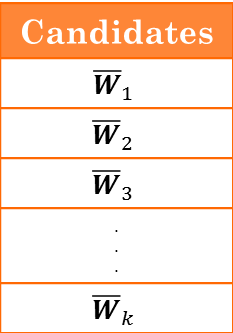 Candidates
W̅₁
W̅₂
W̅₃
.
.
.
W̅ₖ